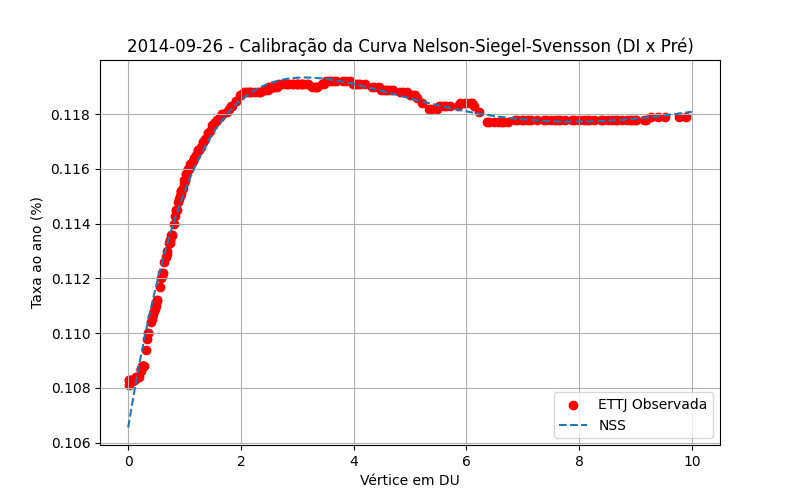 2014-09-26 - Calibração da Curva Nelson-Siegel-Svensson (DI x Pré)
Taxa ao ano (%)
0.118
0.116
0.114
0.112
0.110
0.108
0.106
ETTJ Observada
NSS
0 2 4 6 8 10
Vértice em DU